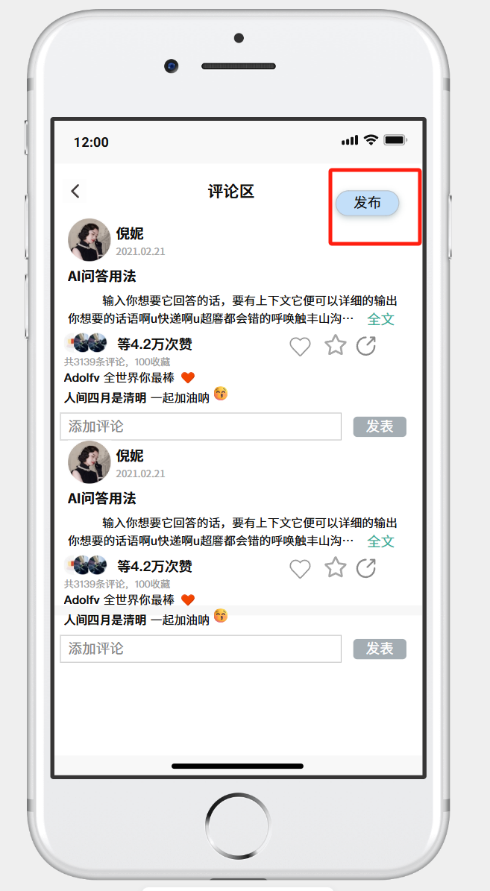 12:00
评论区
发布
倪妮
2021.02.21
AI问答用法
输入你想要它回答的话，要有上下文它便可以详细的输出
你想要的话语啊u快递啊u超磨都会错的呼唤触丰山沟… 全文
等4.2万次赞
共3139条评论，100收藏
Adolfv 全世界你最棒
人间四月是清明 一起加油呐
添加评论 发表
倪妮
2021.02.21
AI问答用法
输入你想要它回答的话，要有上下文它便可以详细的输出
你想要的话语啊u快递啊u超磨都会错的呼唤触丰山沟… 全文
等4.2万次赞
共3139条评论，100收藏
Adolfv 全世界你最棒
人间四月是清明 一起加油呐
添加评论 发表